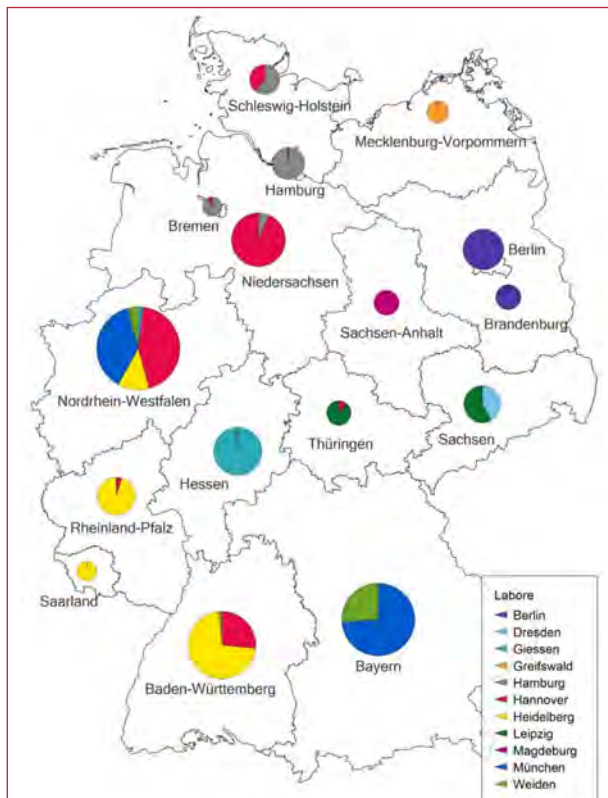 Schleswig-Holstein
Mecklenburg-Vorpommern
Hamburg
Bremen
Niedersachsen
Berlin
Brandenburg
Sachsen-Anhalt
Nordrhein-Westfalen
Hessen
Thüringen
Sachsen
Rheinland-Pfalz
Saarland
Baden-Württemberg
Bayern
Labore
Berlin
Dresden
Giessen
Greifswald
Hamburg
Hannover
Heidelberg
Leipzig
Magdeburg
München
Weiden